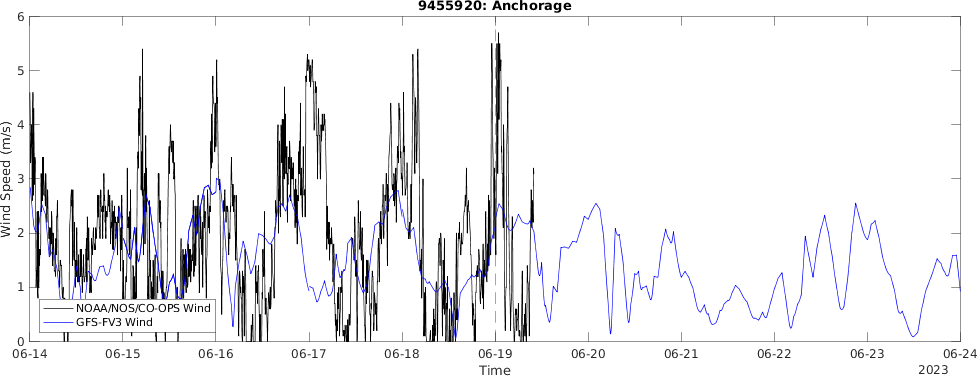 9455920: Anchorage
6
5
4
3
2
1
0
Wind Speed (m/s)
NOAA/NOS/CO-OPS Wind
GFS-FV3 Wind
06-14 06-15 06-16 06-17 06-18 06-19 06-20 06-21 06-22 06-23 06-24
Time
2023